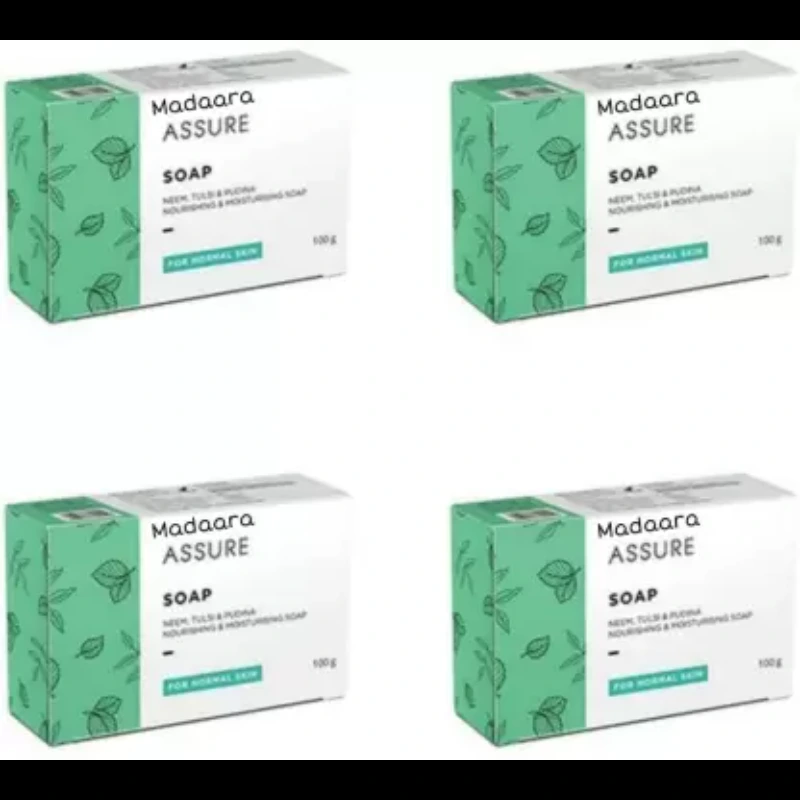 Madaara
ASSURE
SOAP
NEEM, TULSI & PUDINA
NOURISHING & MOISTURISING SOAP
100 g
FOR NORMAL SKIN
Madaara
ASSURE
SOAP
NEEM, TULSI & PUDINA
NOURISHING & MOISTURISING SOAP
100 g
FOR NORMAL SKIN
Madaara
ASSURE
SOAP
NEEM, TULSI & PUDINA
NOURISHING & MOISTURISING SOAP
100 g
FOR NORMAL SKIN
Madaara
ASSURE
SOAP
NEEM, TULSI & PUDINA
NOURISHING & MOISTURISING SOAP
100 g
FOR NORMAL SKIN